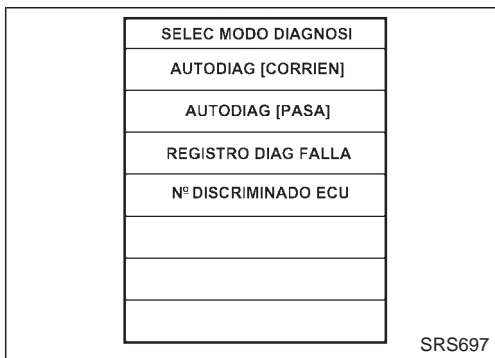 SELEC MODO DIAGNOSI
AUTODIAG [CORRIEN]
AUTODIAG [PASA]
REGISTRO DIAG FALLA
Nº DISCRIMINADO ECU
SRS697